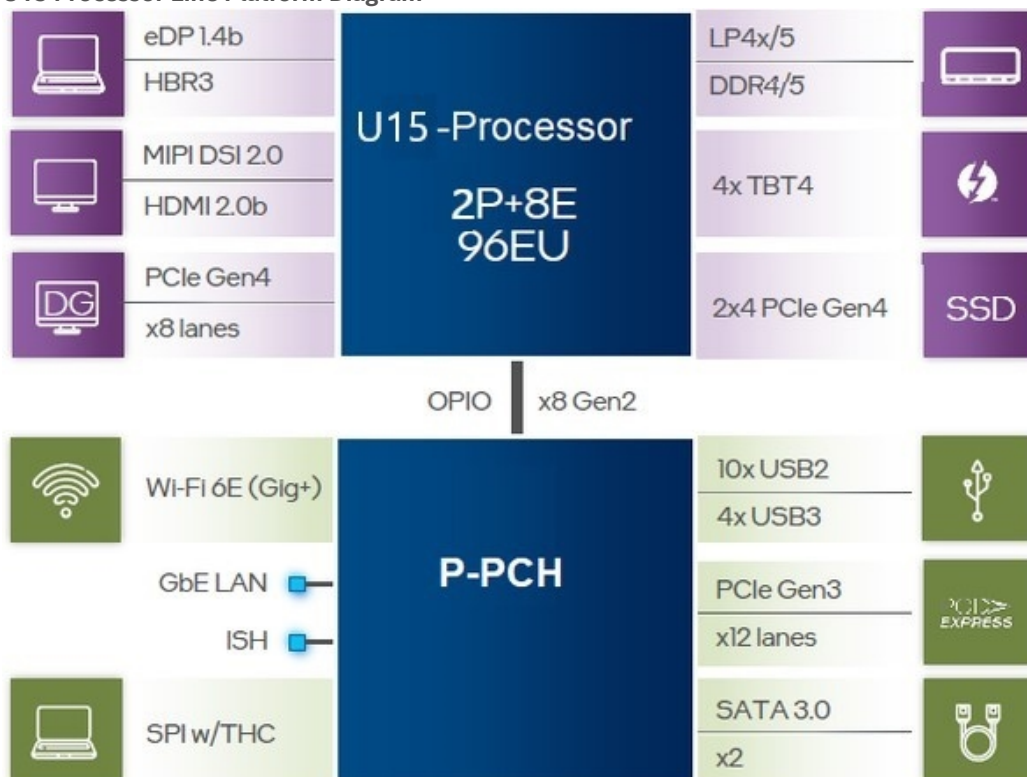 eDP 1.4b
HBR3
MIPI DSI 2.0
HDMI 2.0b
DG
PCIe Gen4
x8 lanes
U15 -Processor
2P+8E
96EU
LP4x/5
DDR4/5
4x TBT4
2x4 PCIe Gen4
SSD
OPIO
x8 Gen2
Wi-Fi 6E (Gig+)
GbE LAN
ISH
SPI w/THC
P-PCH
10x USB2
4x USB3
PCIe Gen3
x12 lanes
PCI
EXPRESS
SATA 3.0
x2